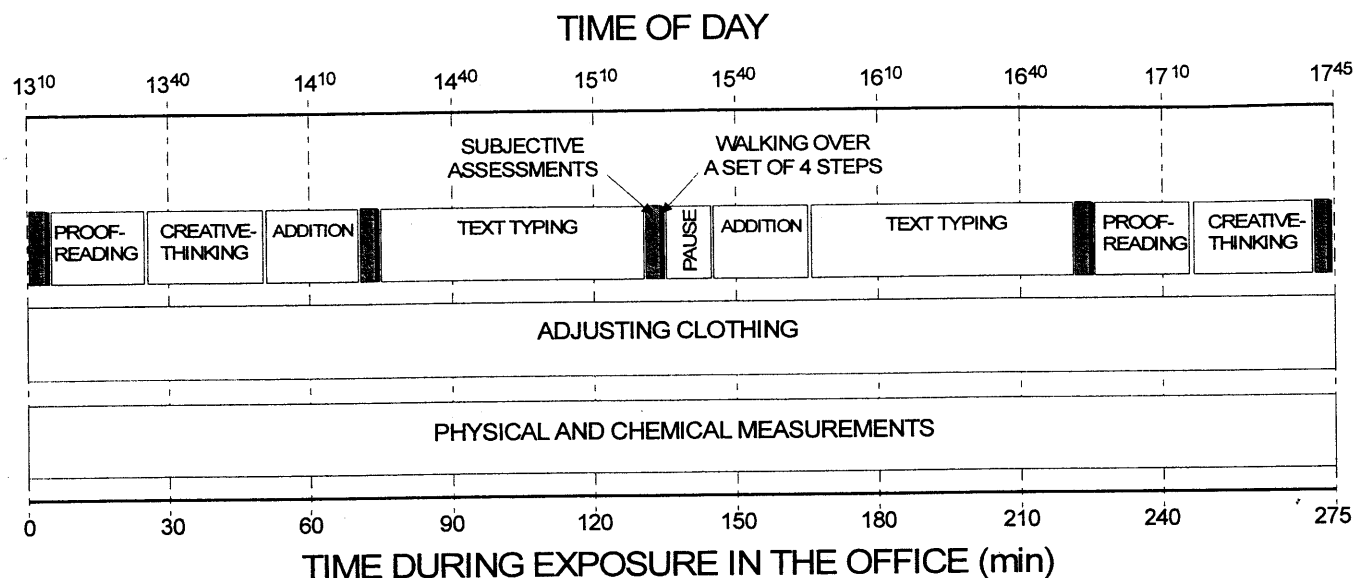 TIME OF DAY
13¹⁰ 13⁴⁰ 14¹⁰ 14⁴⁰ 15¹⁰ 15⁴⁰ 16¹⁰ 16⁴⁰ 17¹⁰ 17⁴⁵
SUBJECTIVE
ASSESSMENTS
WALKING OVER
A SET OF 4 STEPS
PROOF-
READING
CREATIVE-
THINKING
ADDITION
TEXT TYPING
PAUSE
ADDITION
TEXT TYPING
PROOF-
READING
CREATIVE-
THINKING
ADJUSTING CLOTHING
PHYSICAL AND CHEMICAL MEASUREMENTS
0 30 60 90 120 150 180 210 240 275
TIME DURING EXPOSURE IN THE OFFICE (min)